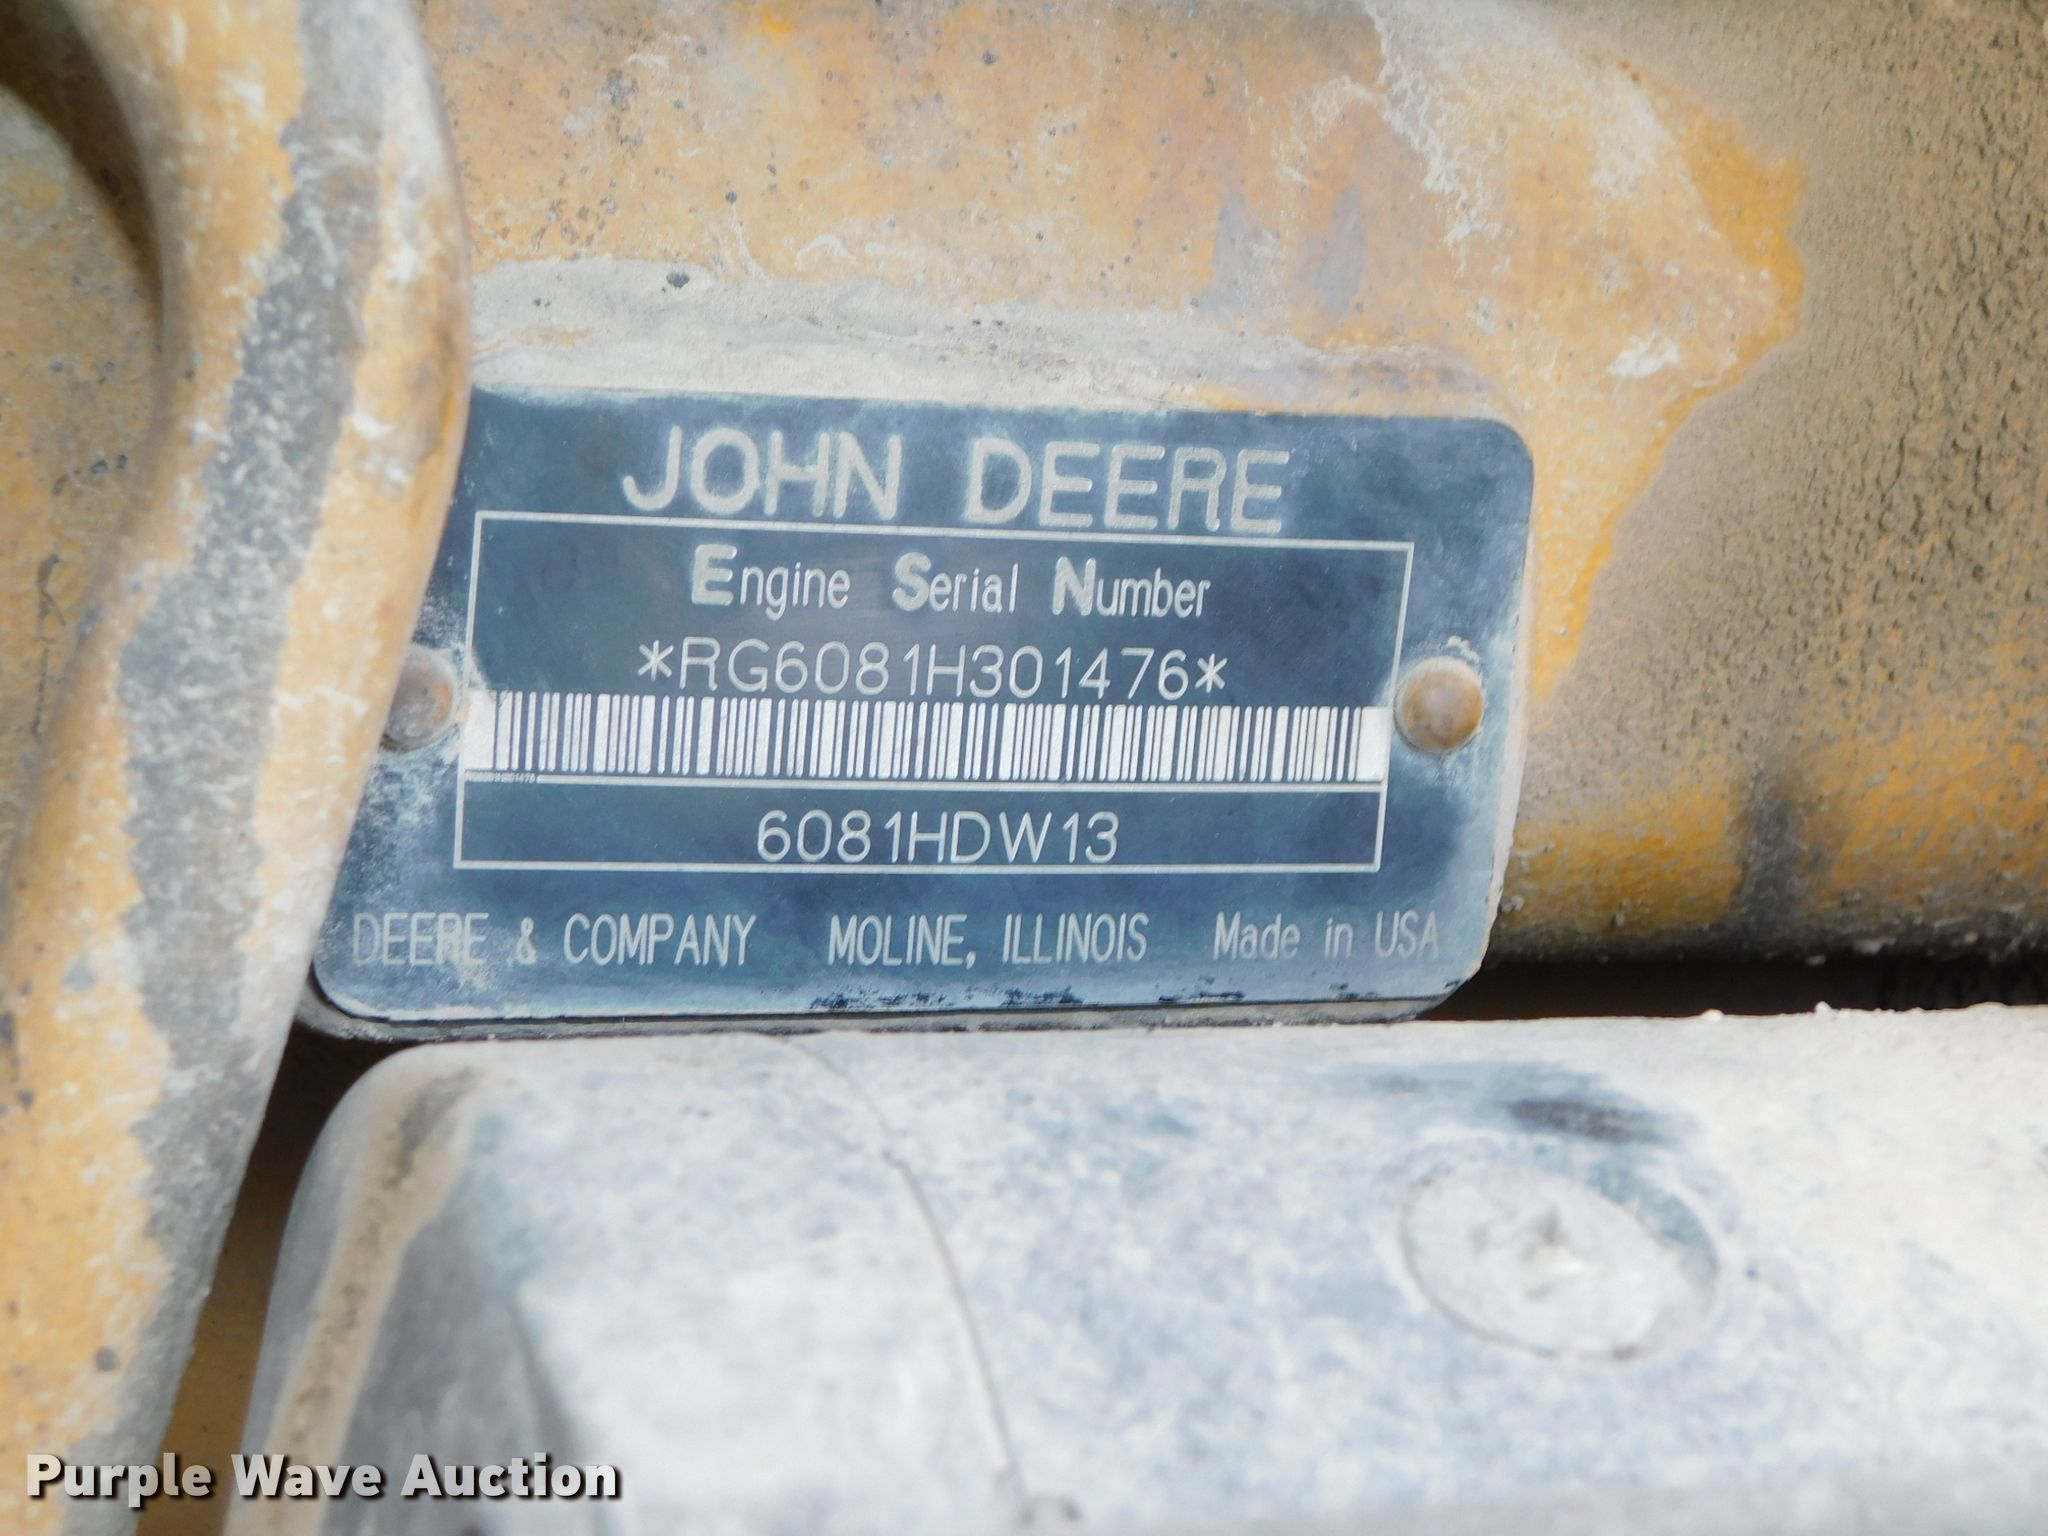 JOHN DEERE
Engine Serial Number
*RG6081H301476*
6081HDW13
DEERE & COMPANY MOLINE, ILLINOIS Made in USA
Purple Wave Auction